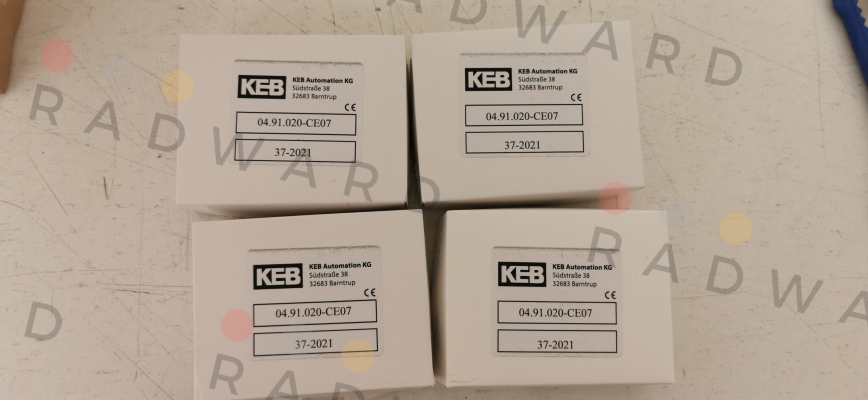 KEB
KEB Automation KG
Südstraße 38
32683 Barntrup
CE
04.91.020-CE07
37-2021
KEB
KEB Automation KG
Südstraße 38
32683 Barntrup
CE
04.91.020-CE07
37-2021
KEB
KEB Automation KG
Südstraße 38
32683 Barntrup
CE
04.91.020-CE07
37-2021
KEB
KEB Automation KG
Südstraße 38
32683 Barntrup
CE
04.91.020-CE07
37-2021
ADWARD
RADWARD
RADWA
D
RAD